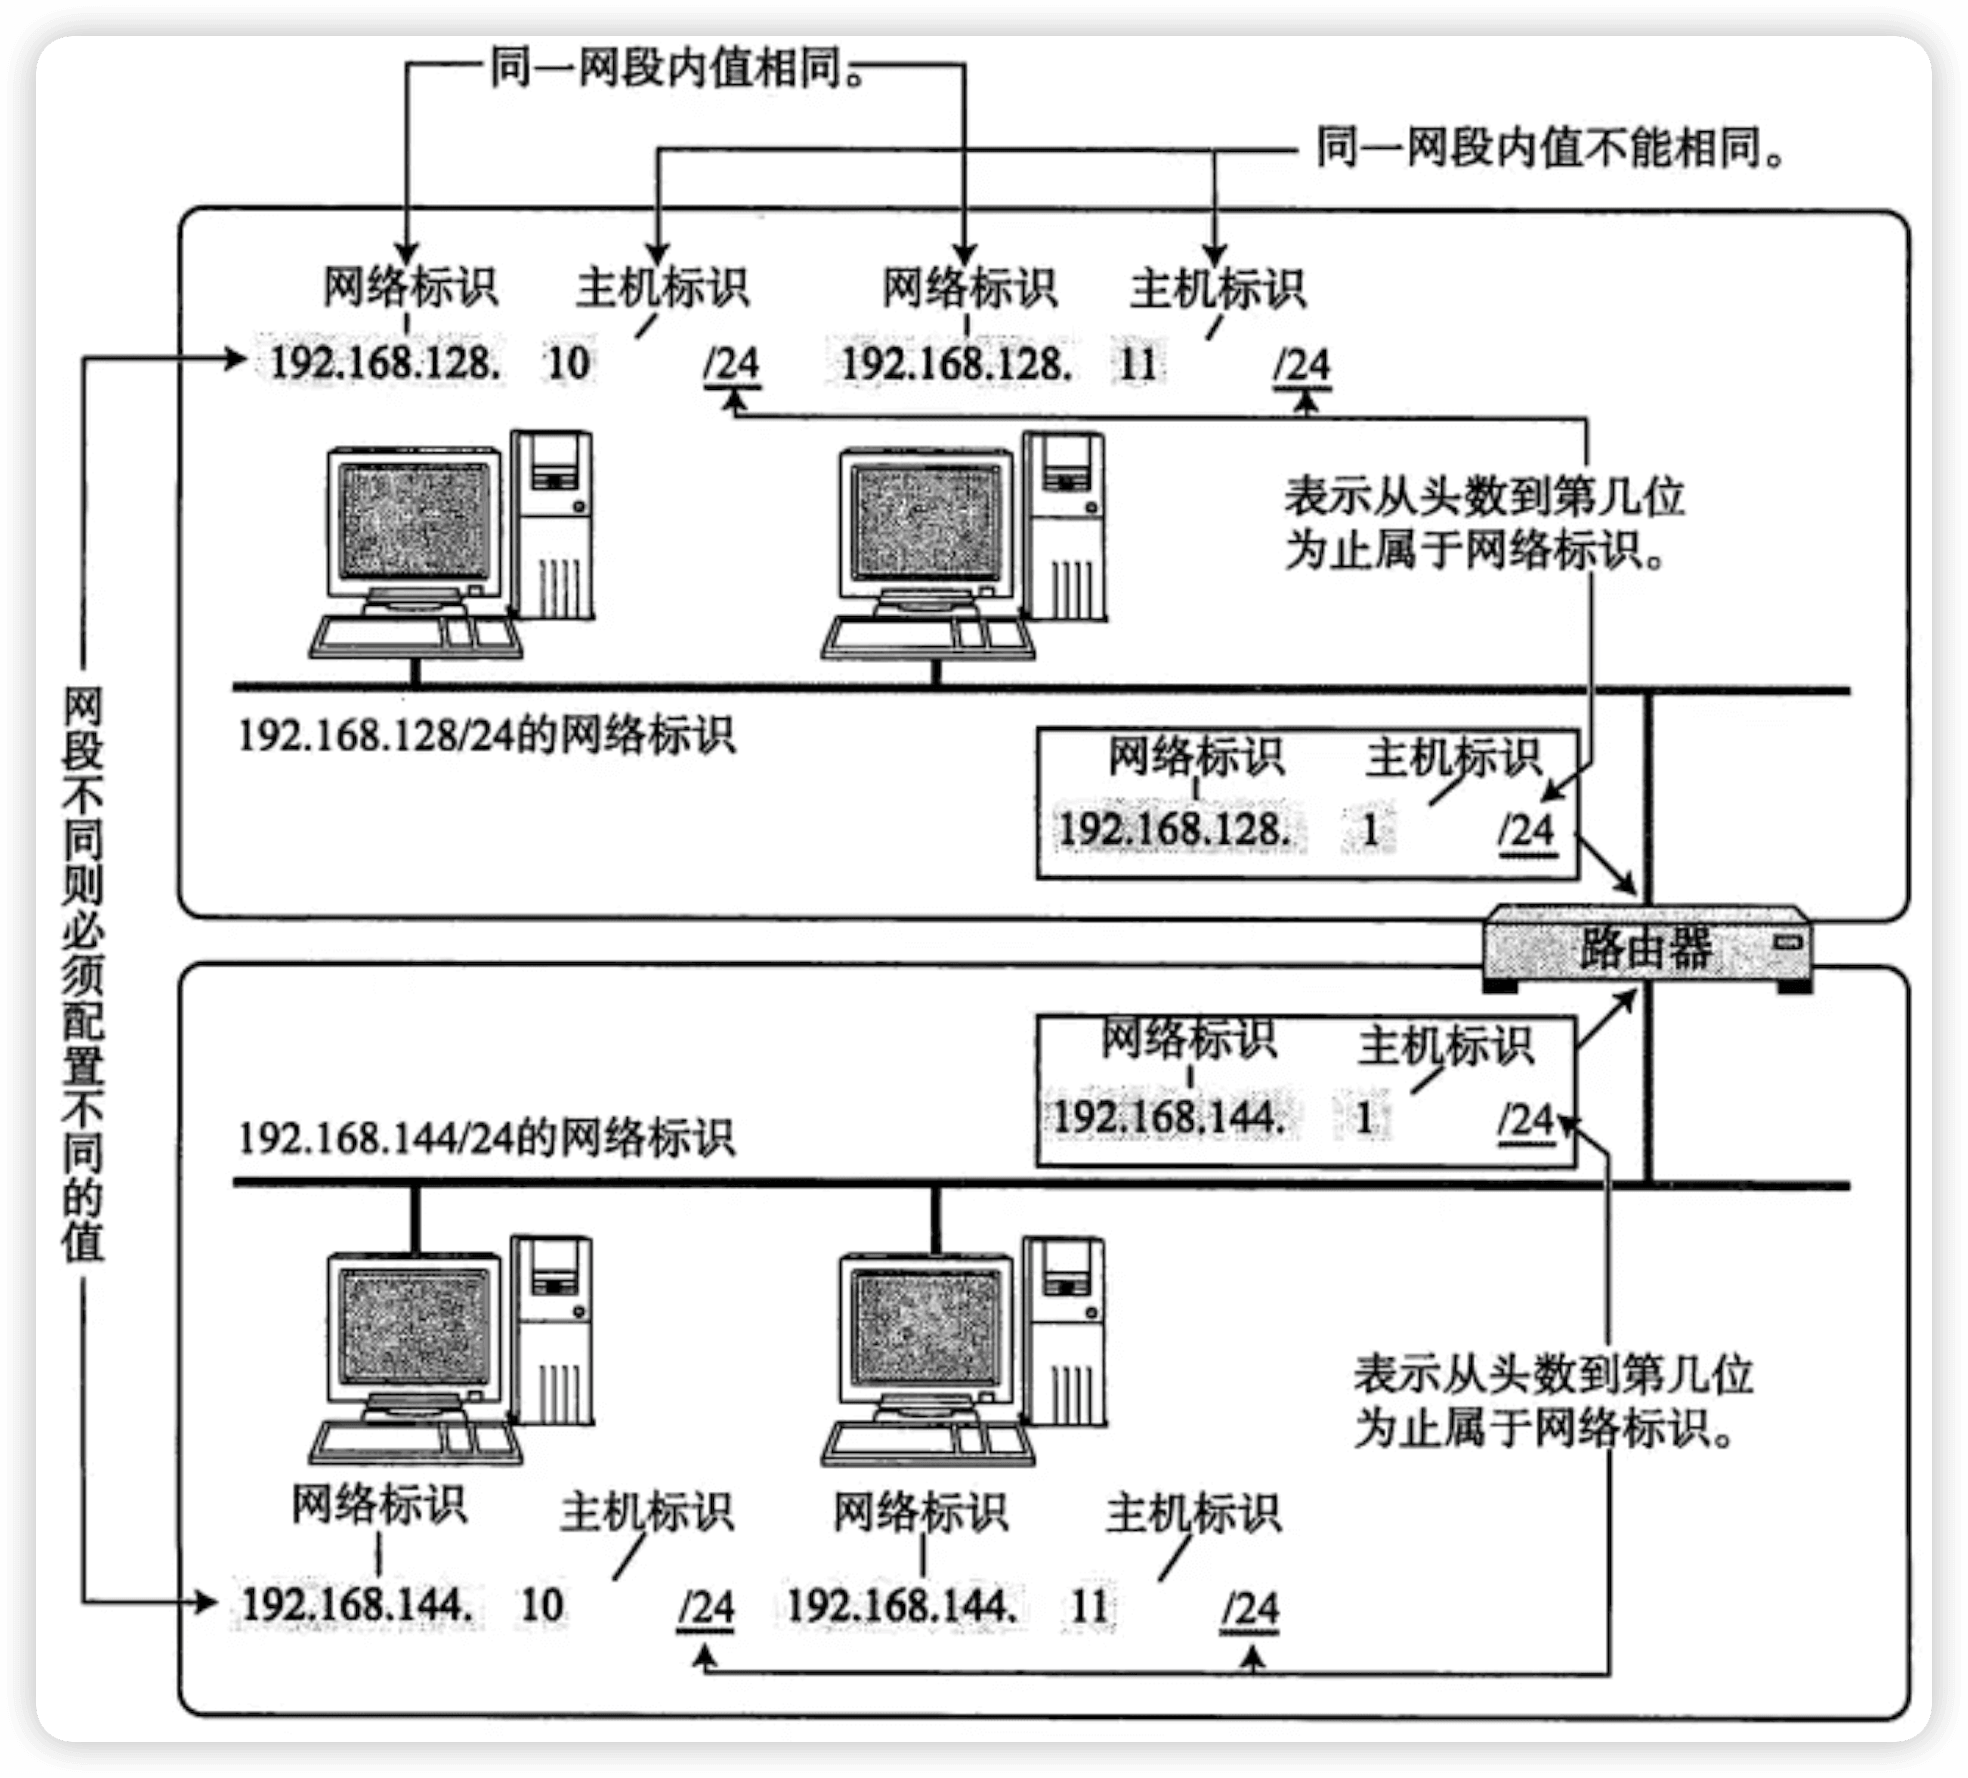 同一网段内值相同。
同一网段内值不能相同。
网络标识 主机标识 网络标识 主机标识
192.168.128. 10 /24 192.168.128. 11 /24
表示从头数到第几位
为止属于网络标识。
网段不同则必须配置不同的值
192.168.128/24的网络标识
网络标识 主机标识
192.168.128. 1 /24
路由器
网络标识 主机标识
192.168.144. 1 /24
192.168.144/24的网络标识
表示从头数到第几位
为止属于网络标识。
网络标识 主机标识 网络标识 主机标识
192.168.144. 10 /24 192.168.144. 11 /24